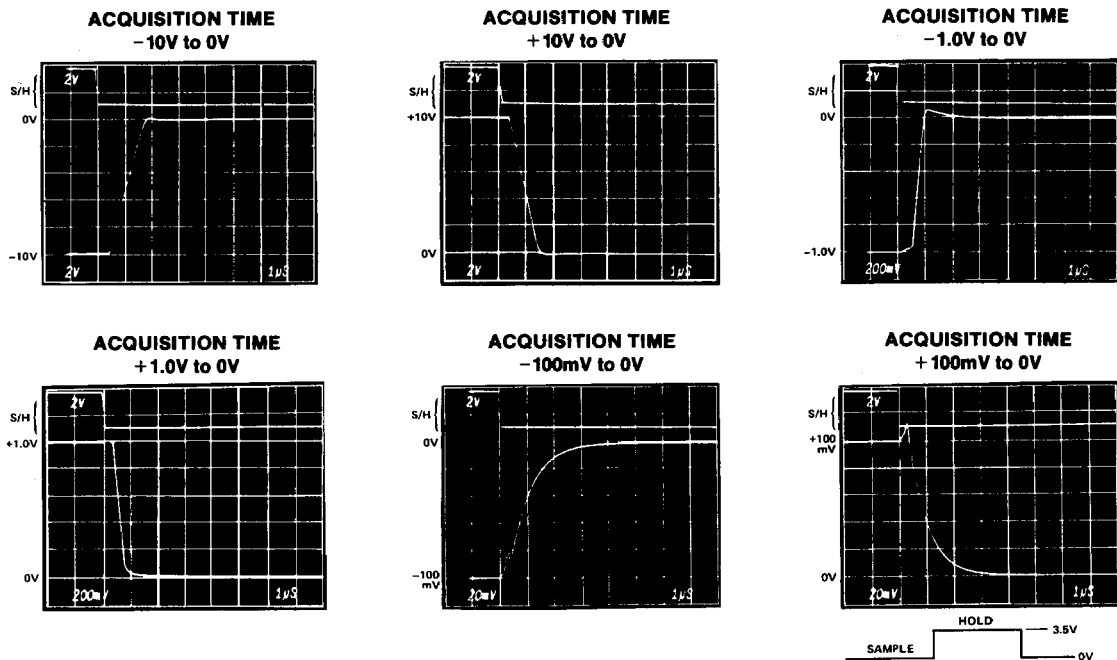 ACQUISITION TIME
−10V to 0V
2V
S/H {
0V
−10V
2V
1µS
ACQUISITION TIME
+10V to 0V
2V
S/H {
+10V
0V
2V
1µS
ACQUISITION TIME
−1.0V to 0V
2V
S/H {
0V
−1.0V
200mV
1µS
ACQUISITION TIME
+1.0V to 0V
2V
S/H {
+1.0V
0V
200mV
1µS
ACQUISITION TIME
−100mV to 0V
2V
S/H {
0V
−100
mV
20mV
1µS
ACQUISITION TIME
+100mV to 0V
2V
S/H {
+100
mV
0V
20mV
1µS
HOLD
3.5V
SAMPLE
0V